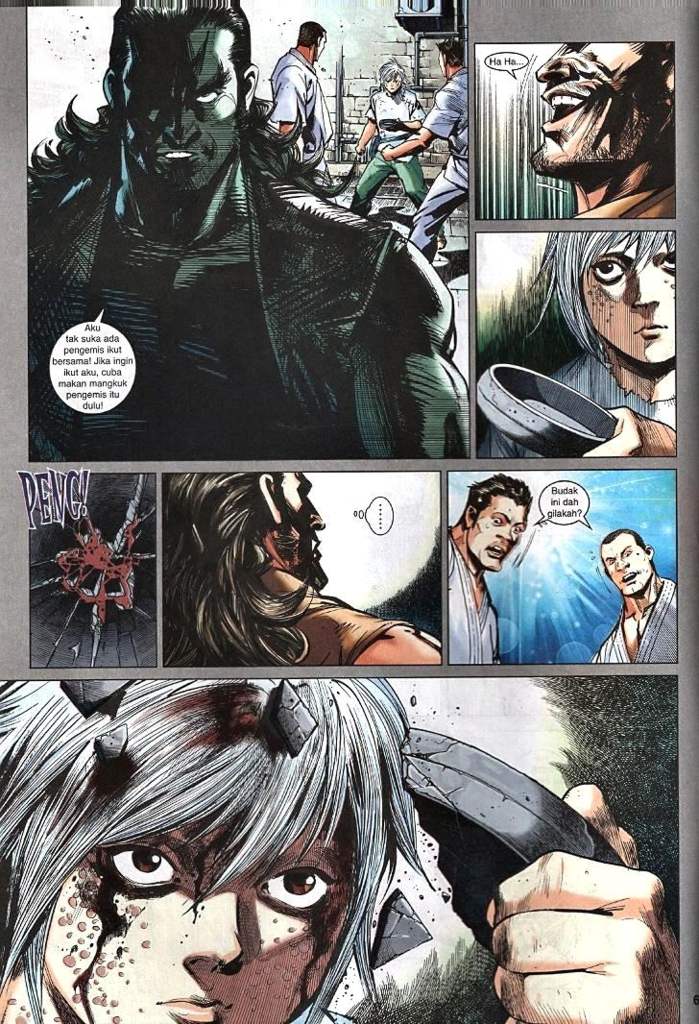 Aku
tak suka ada
pengemis ikut
bersama! Jika ingin
ikut aku, cuba
makan mangkuk
pengemis itu
dulu!
Ha Ha...
PENG!
...
Budak
ini dah
gilakah?
6